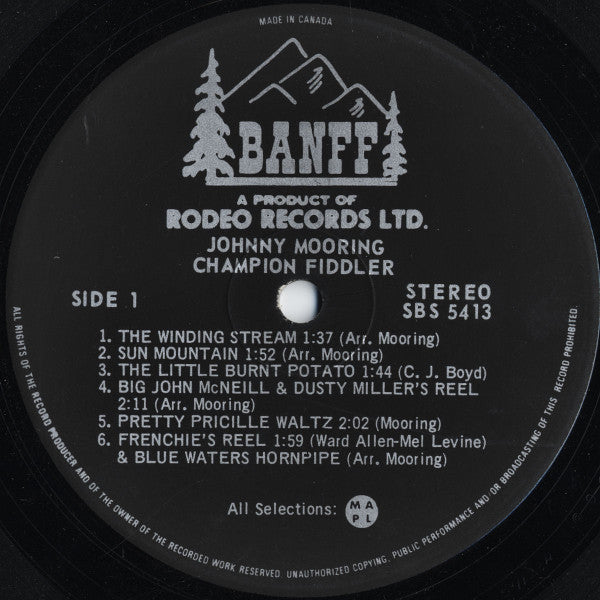 MADE IN CANADA
BANFF
A PRODUCT OF
RODEO RECORDS LTD.
JOHNNY MOORING
CHAMPION FIDDLER
SIDE 1
STEREO
SBS 5413
1. THE WINDING STREAM 1:37 (Arr. Mooring)
2. SUN MOUNTAIN 1:52 (Arr. Mooring)
3. THE LITTLE BURNT POTATO 1:44 (C. J. Boyd)
4. BIG JOHN McNEILL & DUSTY MILLER'S REEL
2:11 (Arr. Mooring)
5. PRETTY PRICILLE WALTZ 2:02 (Mooring)
6. FRENCHIE'S REEL 1:59 (Ward Allen-Mel Levine)
& BLUE WATERS HORNPIPE (Arr. Mooring)
All Selections: MAPL
ALL RIGHTS OF THE RECORD PRODUCER AND OF THE OWNER OF THE RECORDED WORK RESERVED. UNAUTHORIZED COPYING, PUBLIC PERFORMANCE AND/OR BROADCASTING OF THIS RECORD PROHIBITED.